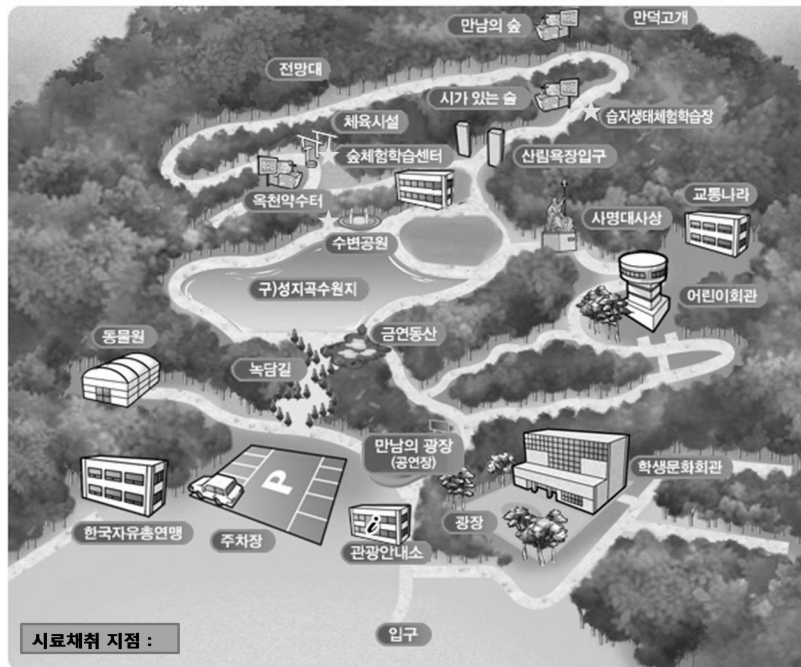 만남의 숲
만덕고개
전망대
시가 있는 술
습지생태체험학습장
체육시설
숲체험학습센터
산림욕장입구
옥천약수터
사명대사상
교통나라
수변공원
구)성지곡수원지
어린이회관
동물원
녹담길
금연동산
만남의 광장
(공연장)
P
학생문화회관
한국자유총연맹
주차장
i
관광안내소
광장
입구
시료채취 지점 :